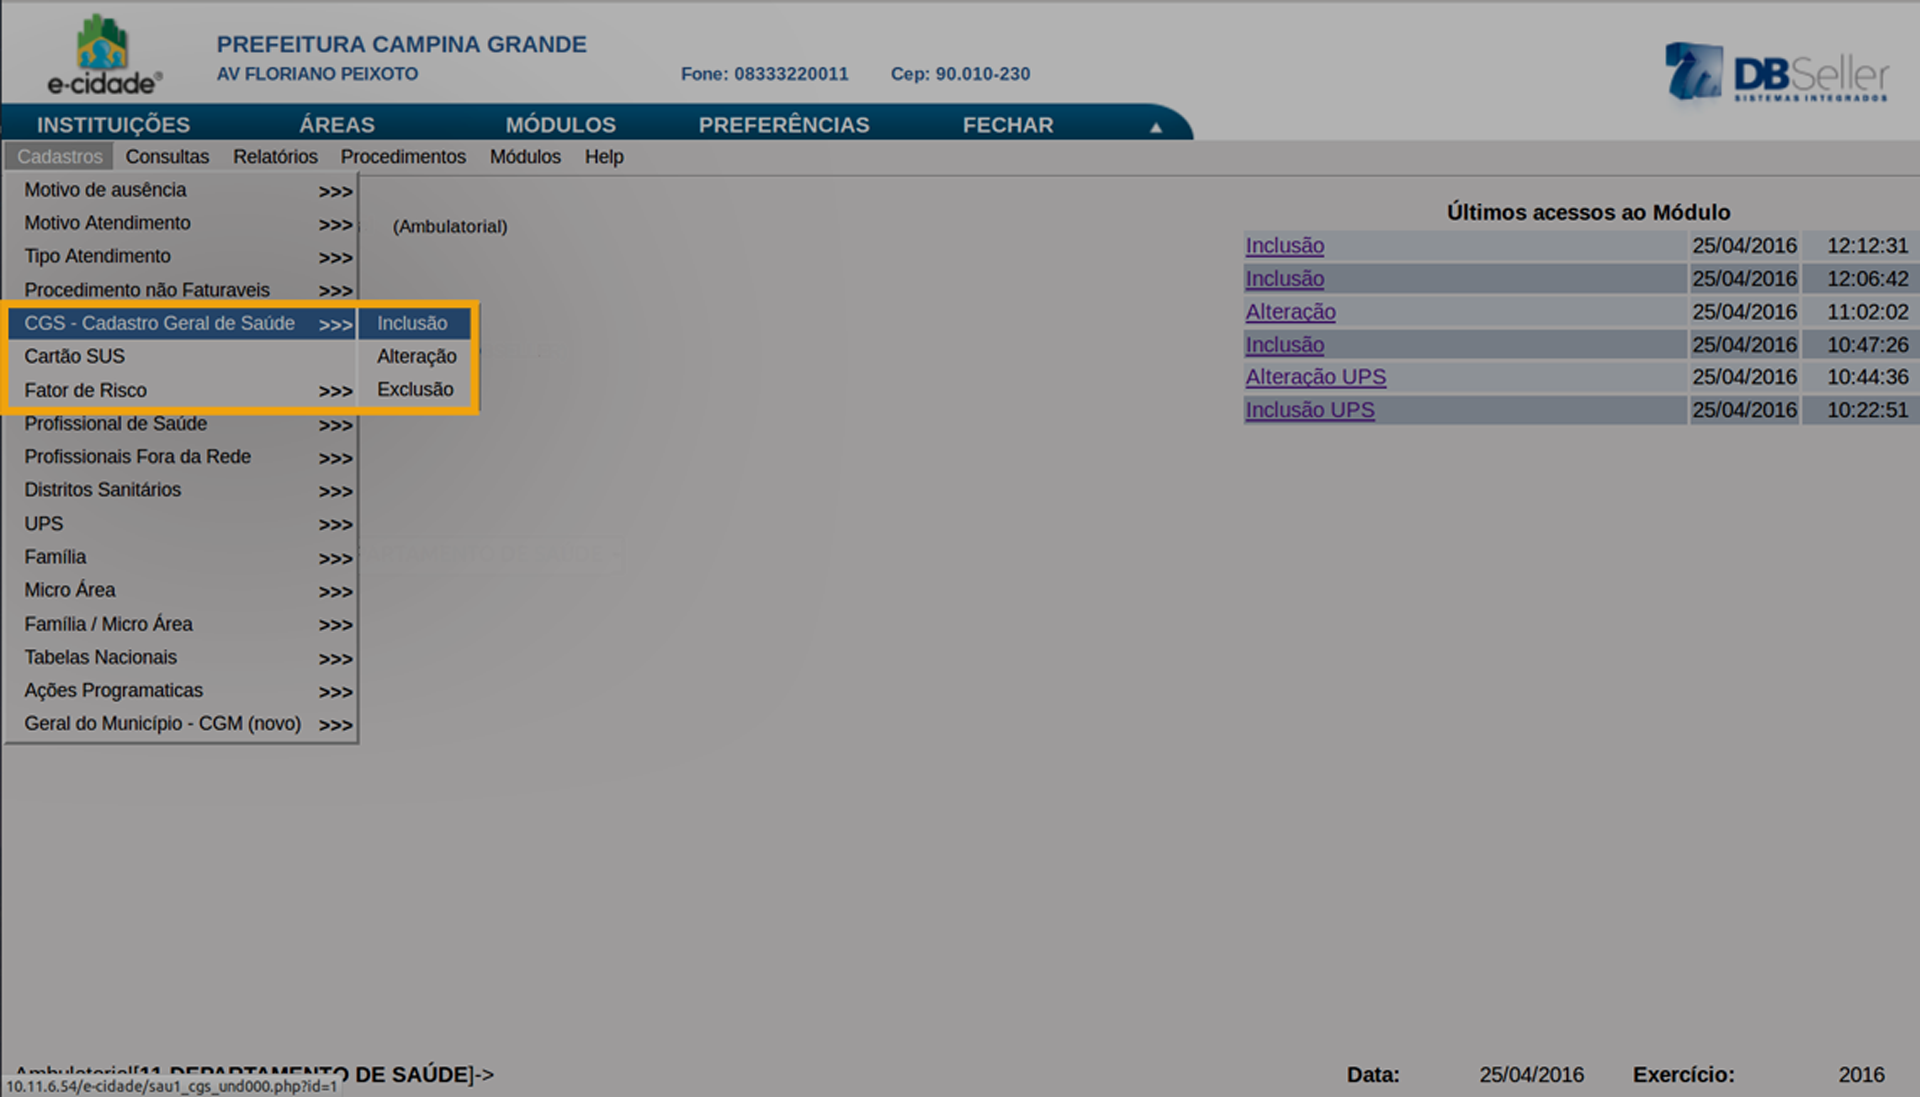 e-cidade®
PREFEITURA CAMPINA GRANDE
AV FLORIANO PEIXOTO
Fone: 08333220011
Cep: 90.010-230
DBSeller
SISTEMAS INTEGRADOS
INSTITUIÇÕES ÁREAS MÓDULOS PREFERÊNCIAS FECHAR ▲
Cadastros Consultas Relatórios Procedimentos Módulos Help
Motivo de ausência >>>
Motivo Atendimento >>>
Tipo Atendimento >>>
Procedimento não Faturaveis >>>
CGS - Cadastro Geral de Saúde >>>
Cartão SUS
Fator de Risco >>>
Profissional de Saúde >>>
Profissionais Fora da Rede >>>
Distritos Sanitários >>>
UPS >>>
Família >>>
Micro Área >>>
Família / Micro Área >>>
Tabelas Nacionais >>>
Ações Programaticas >>>
Geral do Município - CGM (novo) >>>
Inclusão
Alteração
Exclusão
(Ambulatorial)
Últimos acessos ao Módulo
Inclusão 25/04/2016 12:12:31
Inclusão 25/04/2016 12:06:42
Alteração 25/04/2016 11:02:02
Inclusão 25/04/2016 10:47:26
Alteração UPS 25/04/2016 10:44:36
Inclusão UPS 25/04/2016 10:22:51
Ambulatorial[11-DEPARTAMENTO DE SAÚDE]->
10.11.6.54/e-cidade/sau1_cgs_und000.php?id=1
Data: 25/04/2016 Exercício: 2016